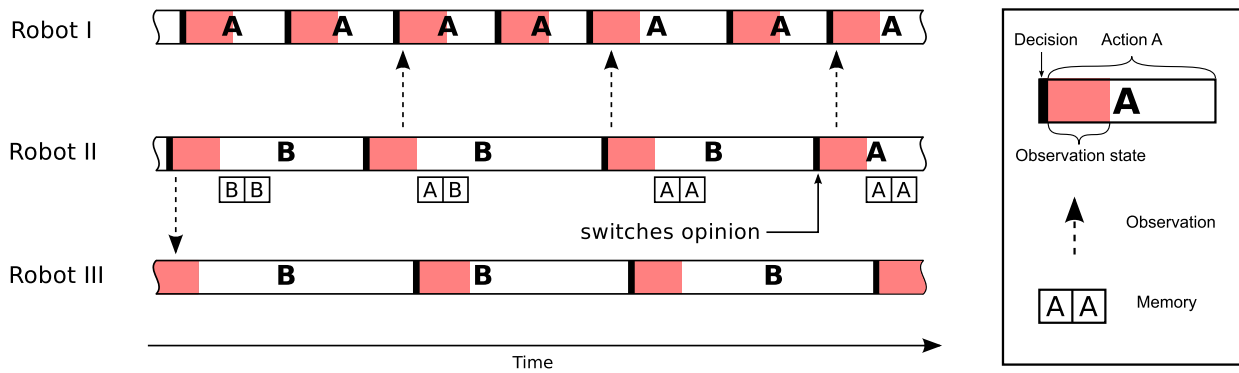 Robot I A A A A A A A
Robot II B B B A
B B A B A A A A
switches opinion
Robot III B B B
Time
Decision Action A
A
Observation state
Observation
A A Memory